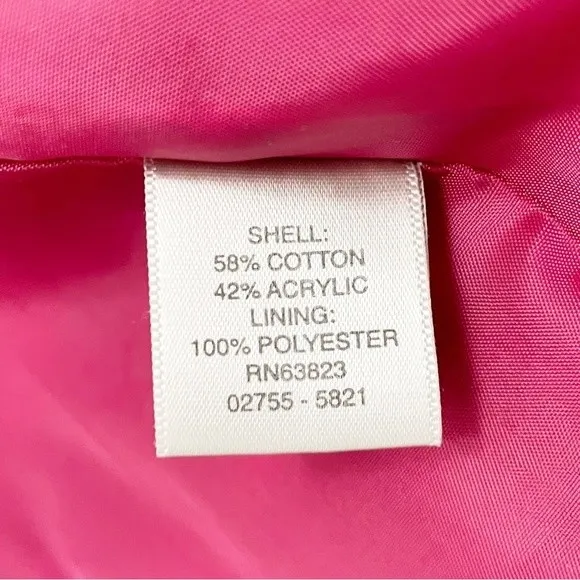 SHELL:
58% COTTON
42% ACRYLIC
LINING:
100% POLYESTER
RN63823
02755 - 5821